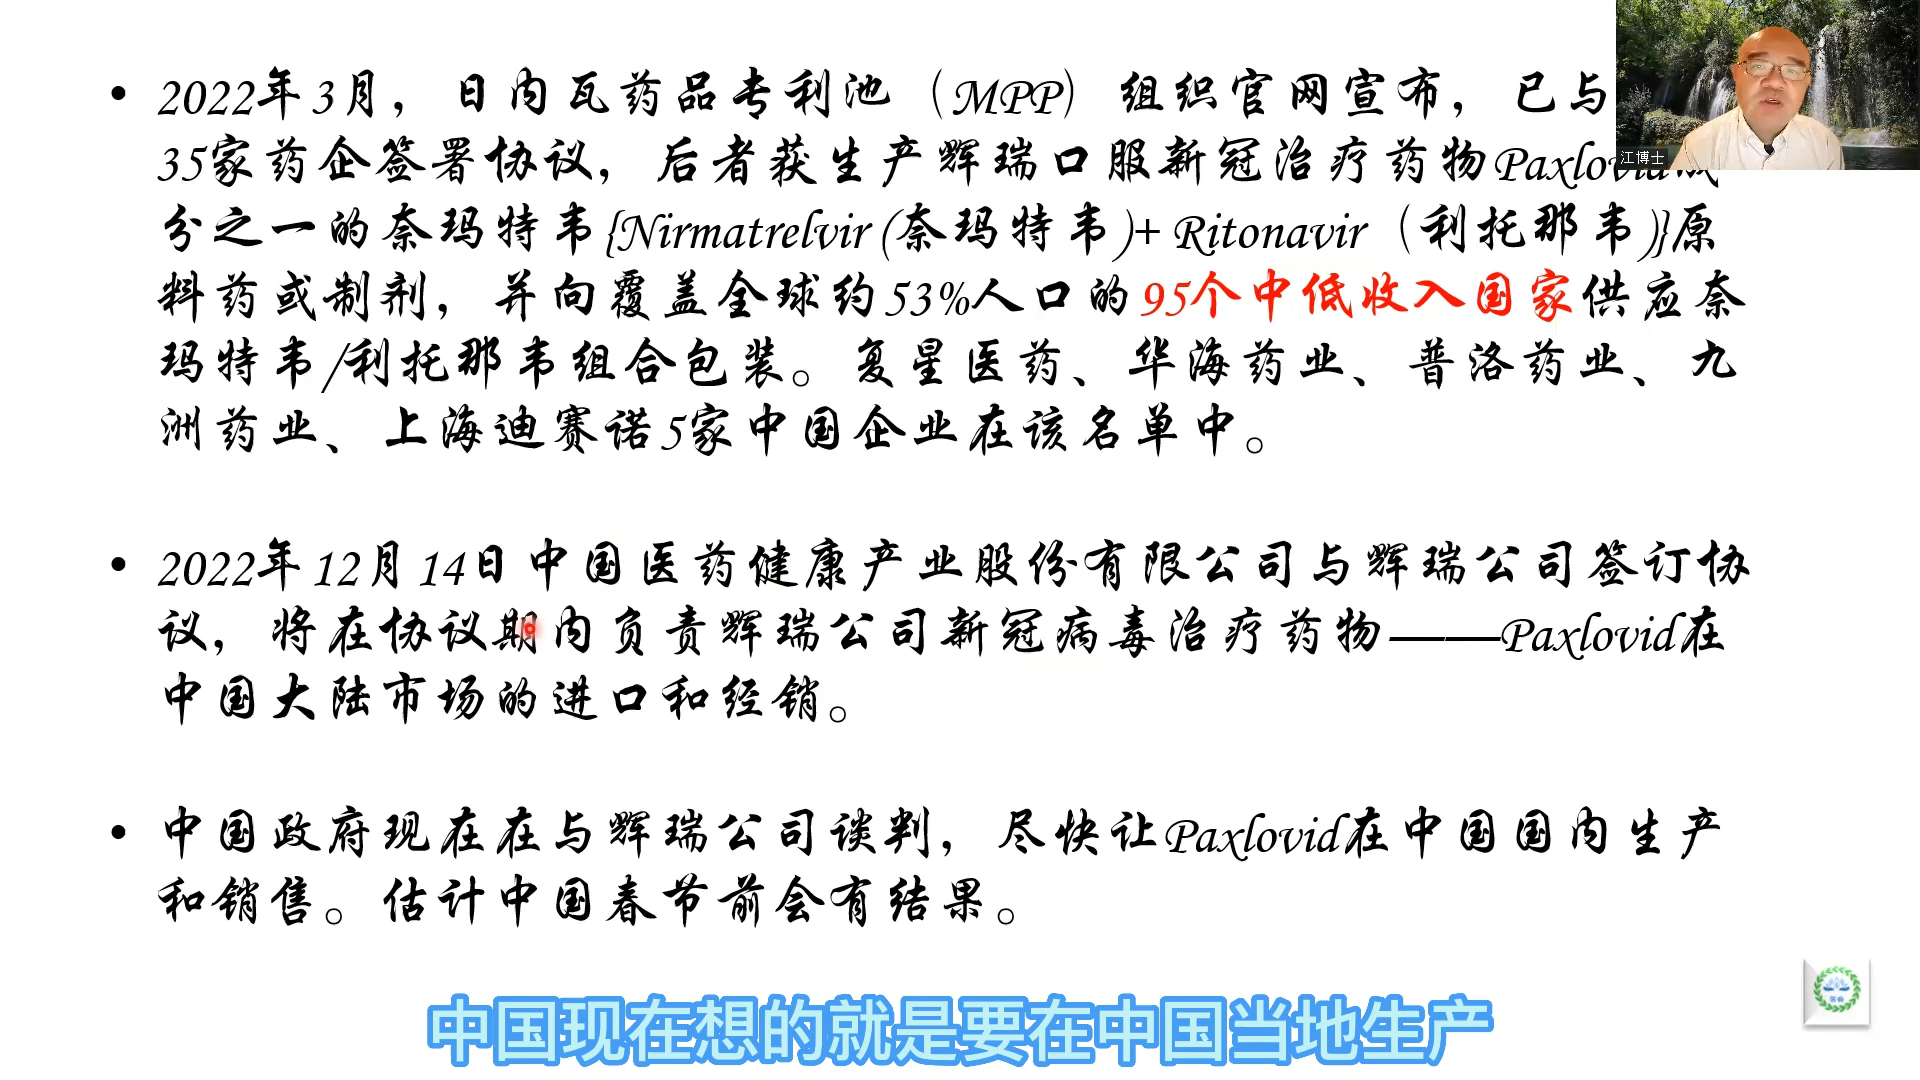 • 2022年3月，日内瓦药品专利池（MPP）组织官网宣布，已与
35家药企签署协议，后者获生产辉瑞口服新冠治疗药物Paxlovid成
分之一的奈玛特韦{Nirmatrelvir(奈玛特韦)+ Ritonavir（利托那韦)}原
料药或制剂，并向覆盖全球约53%人口的95个中低收入国家供应奈
玛特韦/利托那韦组合包装。复星医药、华海药业、普洛药业、九
洲药业、上海迪赛诺5家中国企业在该名单中。
• 2022年12月14日中国医药健康产业股份有限公司与辉瑞公司签订协
议，将在协议期内负责辉瑞公司新冠病毒治疗药物——Paxlovid在
中国大陆市场的进口和经销。
• 中国政府现在在与辉瑞公司谈判，尽快让Paxlovid在中国国内生产
和销售。估计中国春节前会有结果。
江博士
中国现在想的就是要在中国当地生产